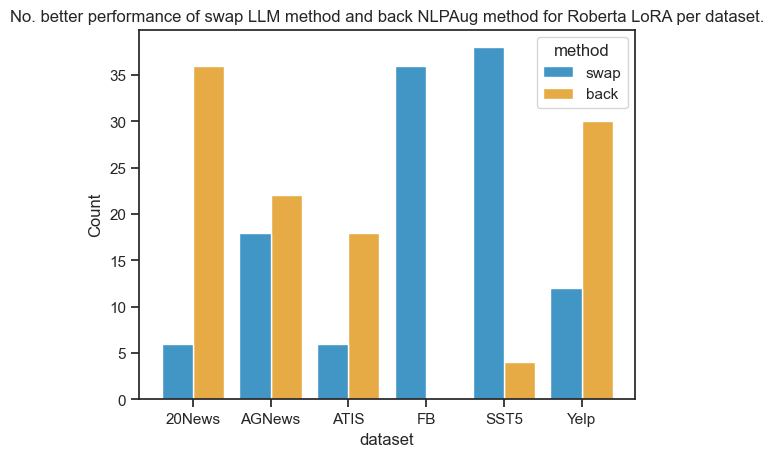 No. better performance of swap LLM method and back NLPAug method for Roberta LoRA per dataset.
method
swap
back
35
30
25
20
15
10
5
0
Count
20News AGNews ATIS FB SST5 Yelp
dataset